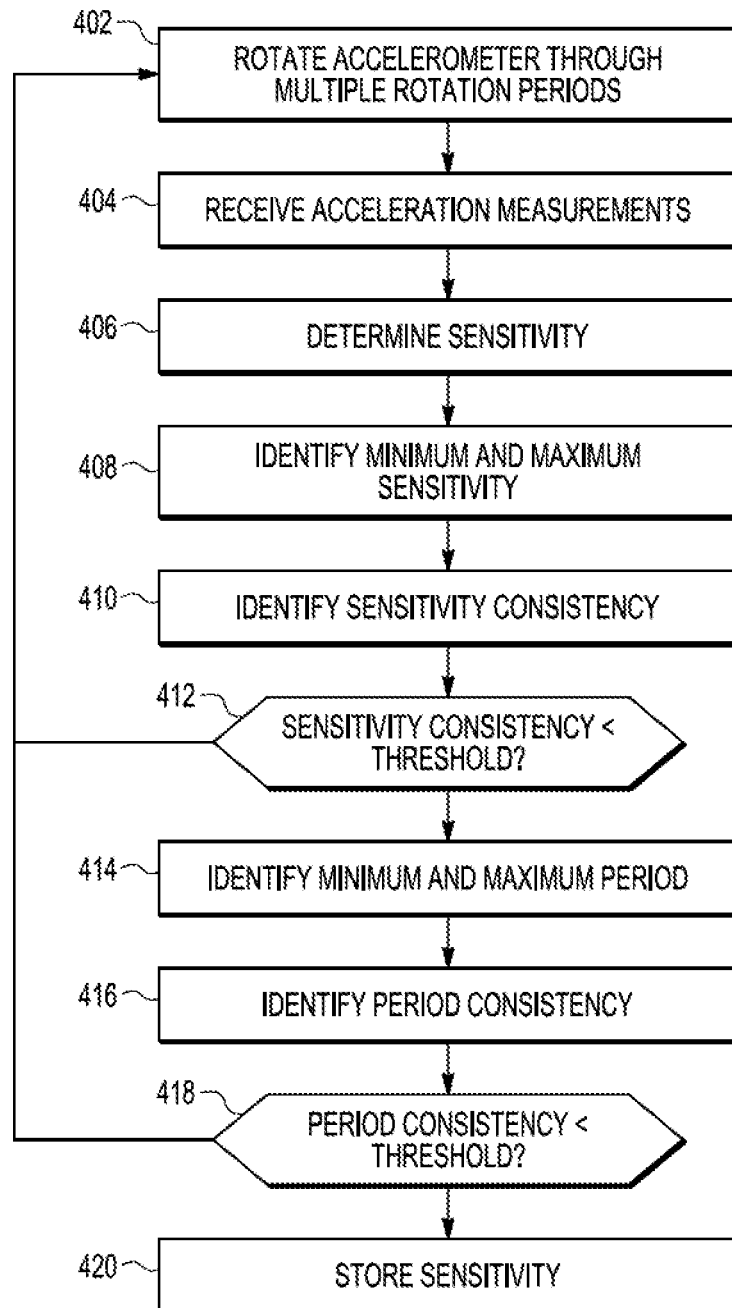 402
ROTATE ACCELEROMETER THROUGH
MULTIPLE ROTATION PERIODS
404
RECEIVE ACCELERATION MEASUREMENTS
406
DETERMINE SENSITIVITY
408
IDENTIFY MINIMUM AND MAXIMUM
SENSITIVITY
410
IDENTIFY SENSITIVITY CONSISTENCY
412
SENSITIVITY CONSISTENCY <
THRESHOLD?
414
IDENTIFY MINIMUM AND MAXIMUM PERIOD
416
IDENTIFY PERIOD CONSISTENCY
418
PERIOD CONSISTENCY <
THRESHOLD?
420
STORE SENSITIVITY